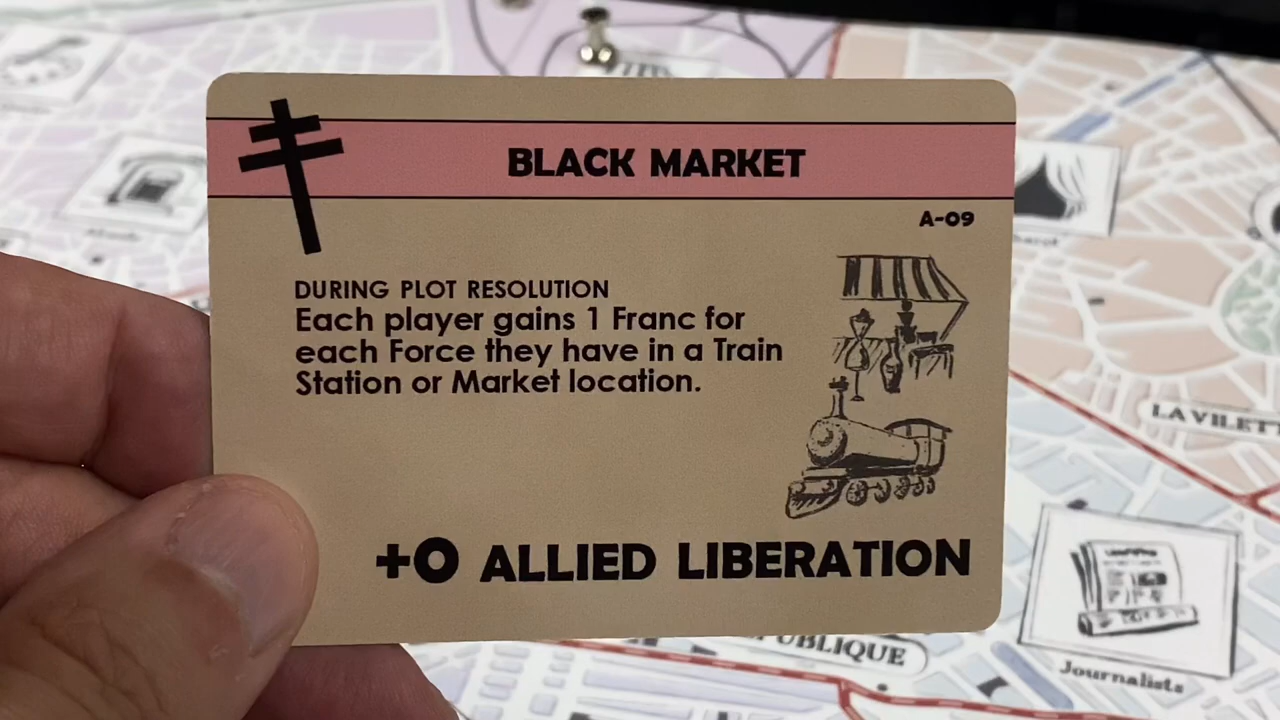 BLACK MARKET
A-09
DURING PLOT RESOLUTION
Each player gains 1 Franc for
each Force they have in a Train
Station or Market location.
+0 ALLIED LIBERATION
LA VILETT
PUBLIQUE
Journalists